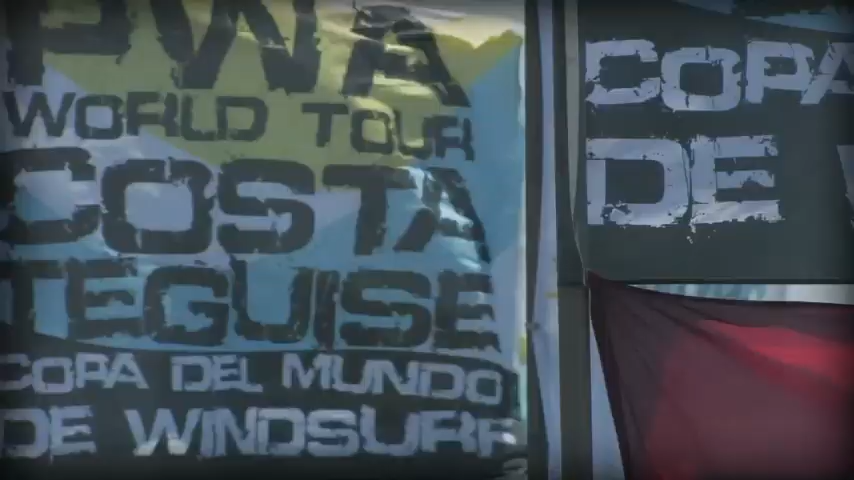 PWA
WORLD TOUR
COSTA
TEGUISE
COPA DEL MUNDO
DE WINDSURF
COPA
DE